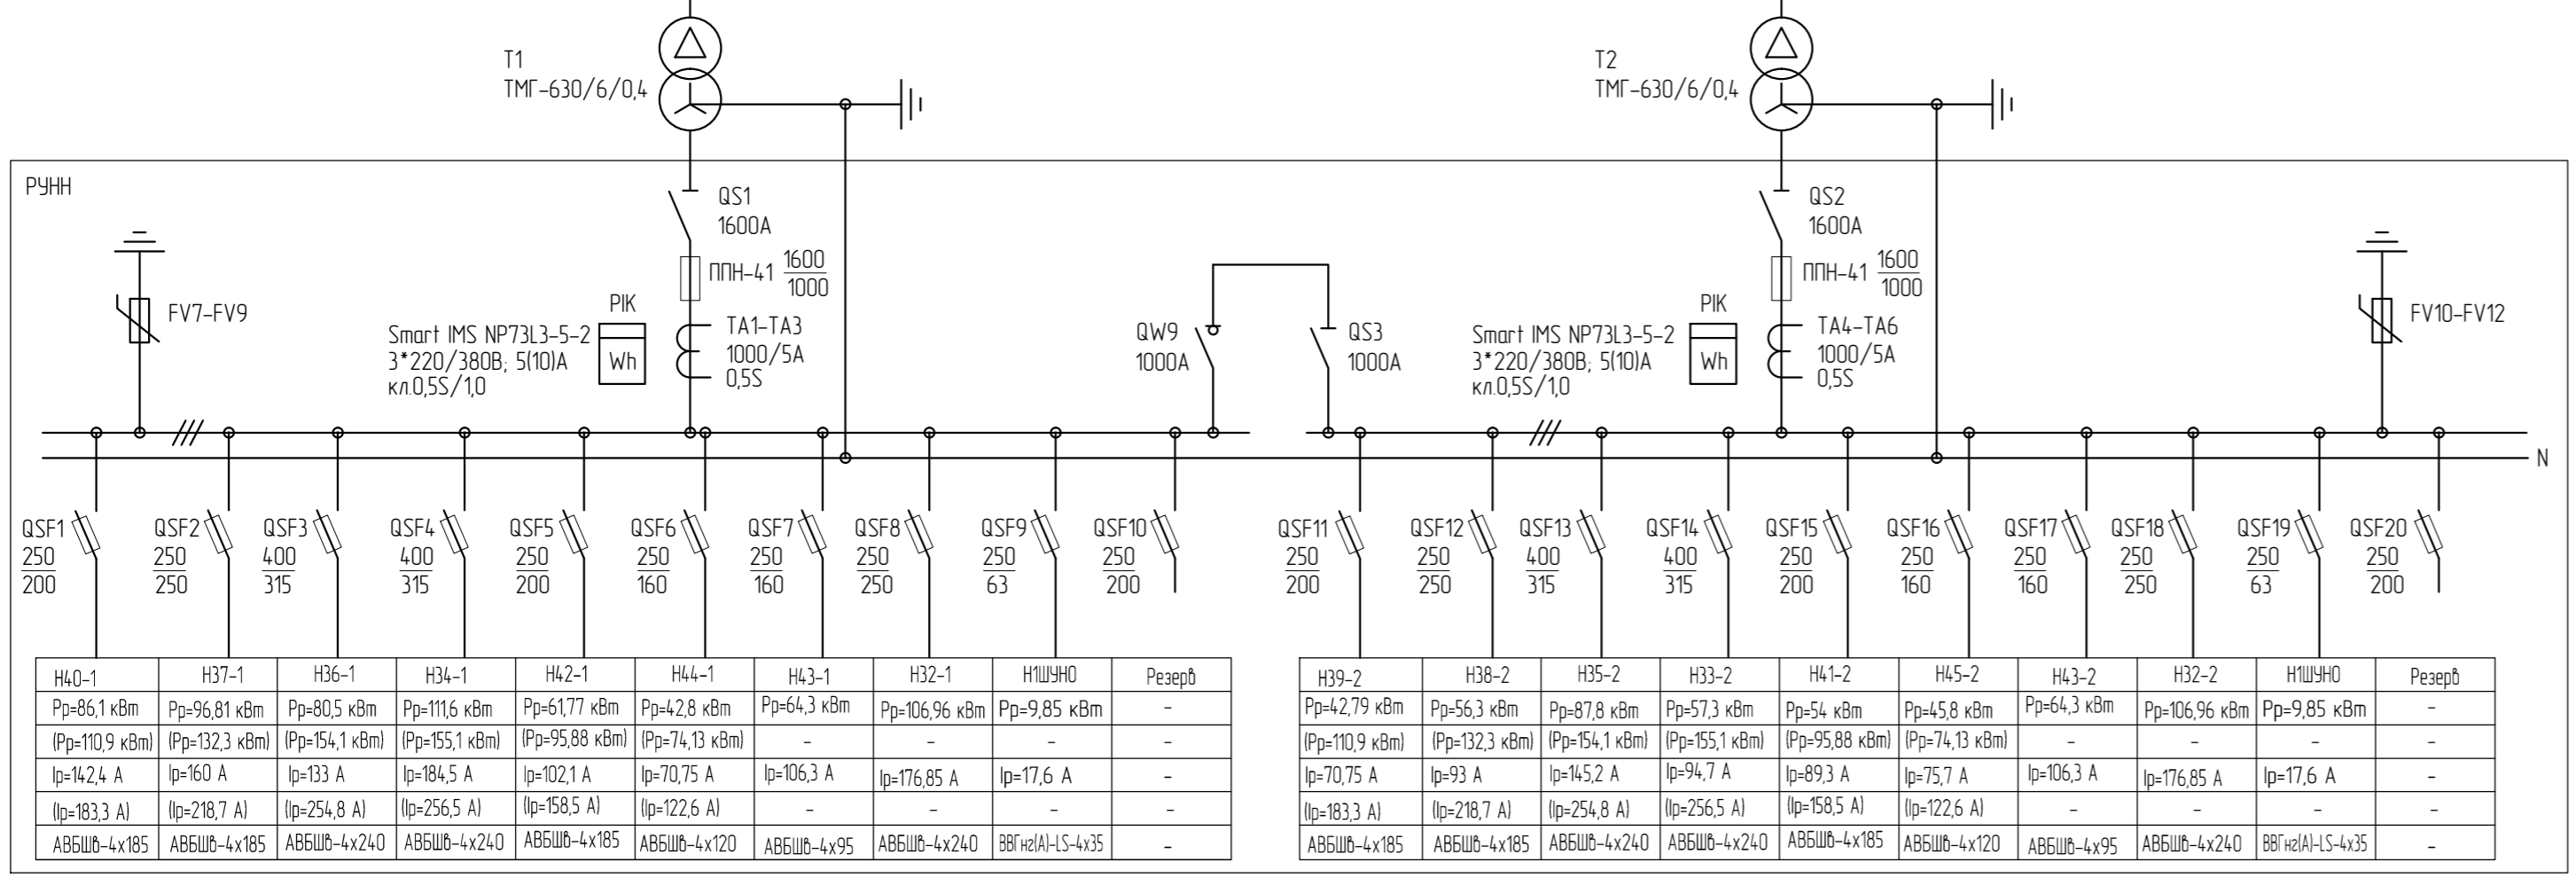 T1
ТМГ-630/6/0,4
T2
ТМГ-630/6/0,4
РУНН
QS1
1600А
ППН-41 1600
1000
РIK
Wh
Smart IMS NP73L3-5-2
3*220/380В; 5(10)А
кл.0,5S/1,0
TA1-TA3
1000/5А
0,5S
FV7-FV9
QW9
1000А
QS3
1000А
QS2
1600А
ППН-41 1600
1000
РIK
Wh
Smart IMS NP73L3-5-2
3*220/380В; 5(10)А
кл.0,5S/1,0
TA4-TA6
1000/5А
0,5S
FV10-FV12
N
QSF1 QSF2 QSF3 QSF4 QSF5 QSF6 QSF7 QSF8 QSF9 QSF10
250 250 400 400 250 250 250 250 250 250
200 250 315 315 200 160 160 250 63 200
QSF11 QSF12 QSF13 QSF14 QSF15 QSF16 QSF17 QSF18 QSF19 QSF20
250 250 400 400 250 250 250 250 250 250
200 250 315 315 200 160 160 250 63 200
Н40-1 Н37-1 Н36-1 Н34-1 Н42-1 Н44-1 Н43-1 Н32-1 Н1ШУНО Резерв
Рр=86,1 кВт Рр=96,81 кВт Рр=80,5 кВт Рр=111,6 кВт Рр=61,77 кВт Рр=42,8 кВт Рр=64,3 кВт Рр=106,96 кВт Рр=9,85 кВт -
(Рр=110,9 кВт) (Рр=132,3 кВт) (Рр=154,1 кВт) (Рр=155,1 кВт) (Рр=95,88 кВт) (Рр=74,13 кВт) - - - -
Iр=142,4 А Iр=160 А Iр=133 А Iр=184,5 А Iр=102,1 А Iр=70,75 А Iр=106,3 А Iр=176,85 А Iр=17,6 А -
(Iр=183,3 А) (Iр=218,7 А) (Iр=254,8 А) (Iр=256,5 А) (Iр=158,5 А) (Iр=122,6 А) - - - -
АВБШв-4х185 АВБШв-4х185 АВБШв-4х240 АВБШв-4х240 АВБШв-4х185 АВБШв-4х120 АВБШв-4х95 АВБШв-4х240 ВВГнг(А)-LS-4х35 -
Н39-2 Н38-2 Н35-2 Н33-2 Н41-2 Н45-2 Н43-2 Н32-2 Н1ШУНО Резерв
Рр=42,79 кВт Рр=56,3 кВт Рр=87,8 кВт Рр=57,3 кВт Рр=54 кВт Рр=45,8 кВт Рр=64,3 кВт Рр=106,96 кВт Рр=9,85 кВт -
(Рр=110,9 кВт) (Рр=132,3 кВт) (Рр=154,1 кВт) (Рр=155,1 кВт) (Рр=95,88 кВт) (Рр=74,13 кВт) - - - -
Iр=70,75 А Iр=93 А Iр=145,2 А Iр=94,7 А Iр=89,3 А Iр=75,7 А Iр=106,3 А Iр=176,85 А Iр=17,6 А -
(Iр=183,3 А) (Iр=218,7 А) (Iр=254,8 А) (Iр=256,5 А) (Iр=158,5 А) (Iр=122,6 А) - - - -
АВБШв-4х185 АВБШв-4х185 АВБШв-4х240 АВБШв-4х240 АВБШв-4х185 АВБШв-4х120 АВБШв-4х95 АВБШв-4х240 ВВГнг(А)-LS-4х35 -